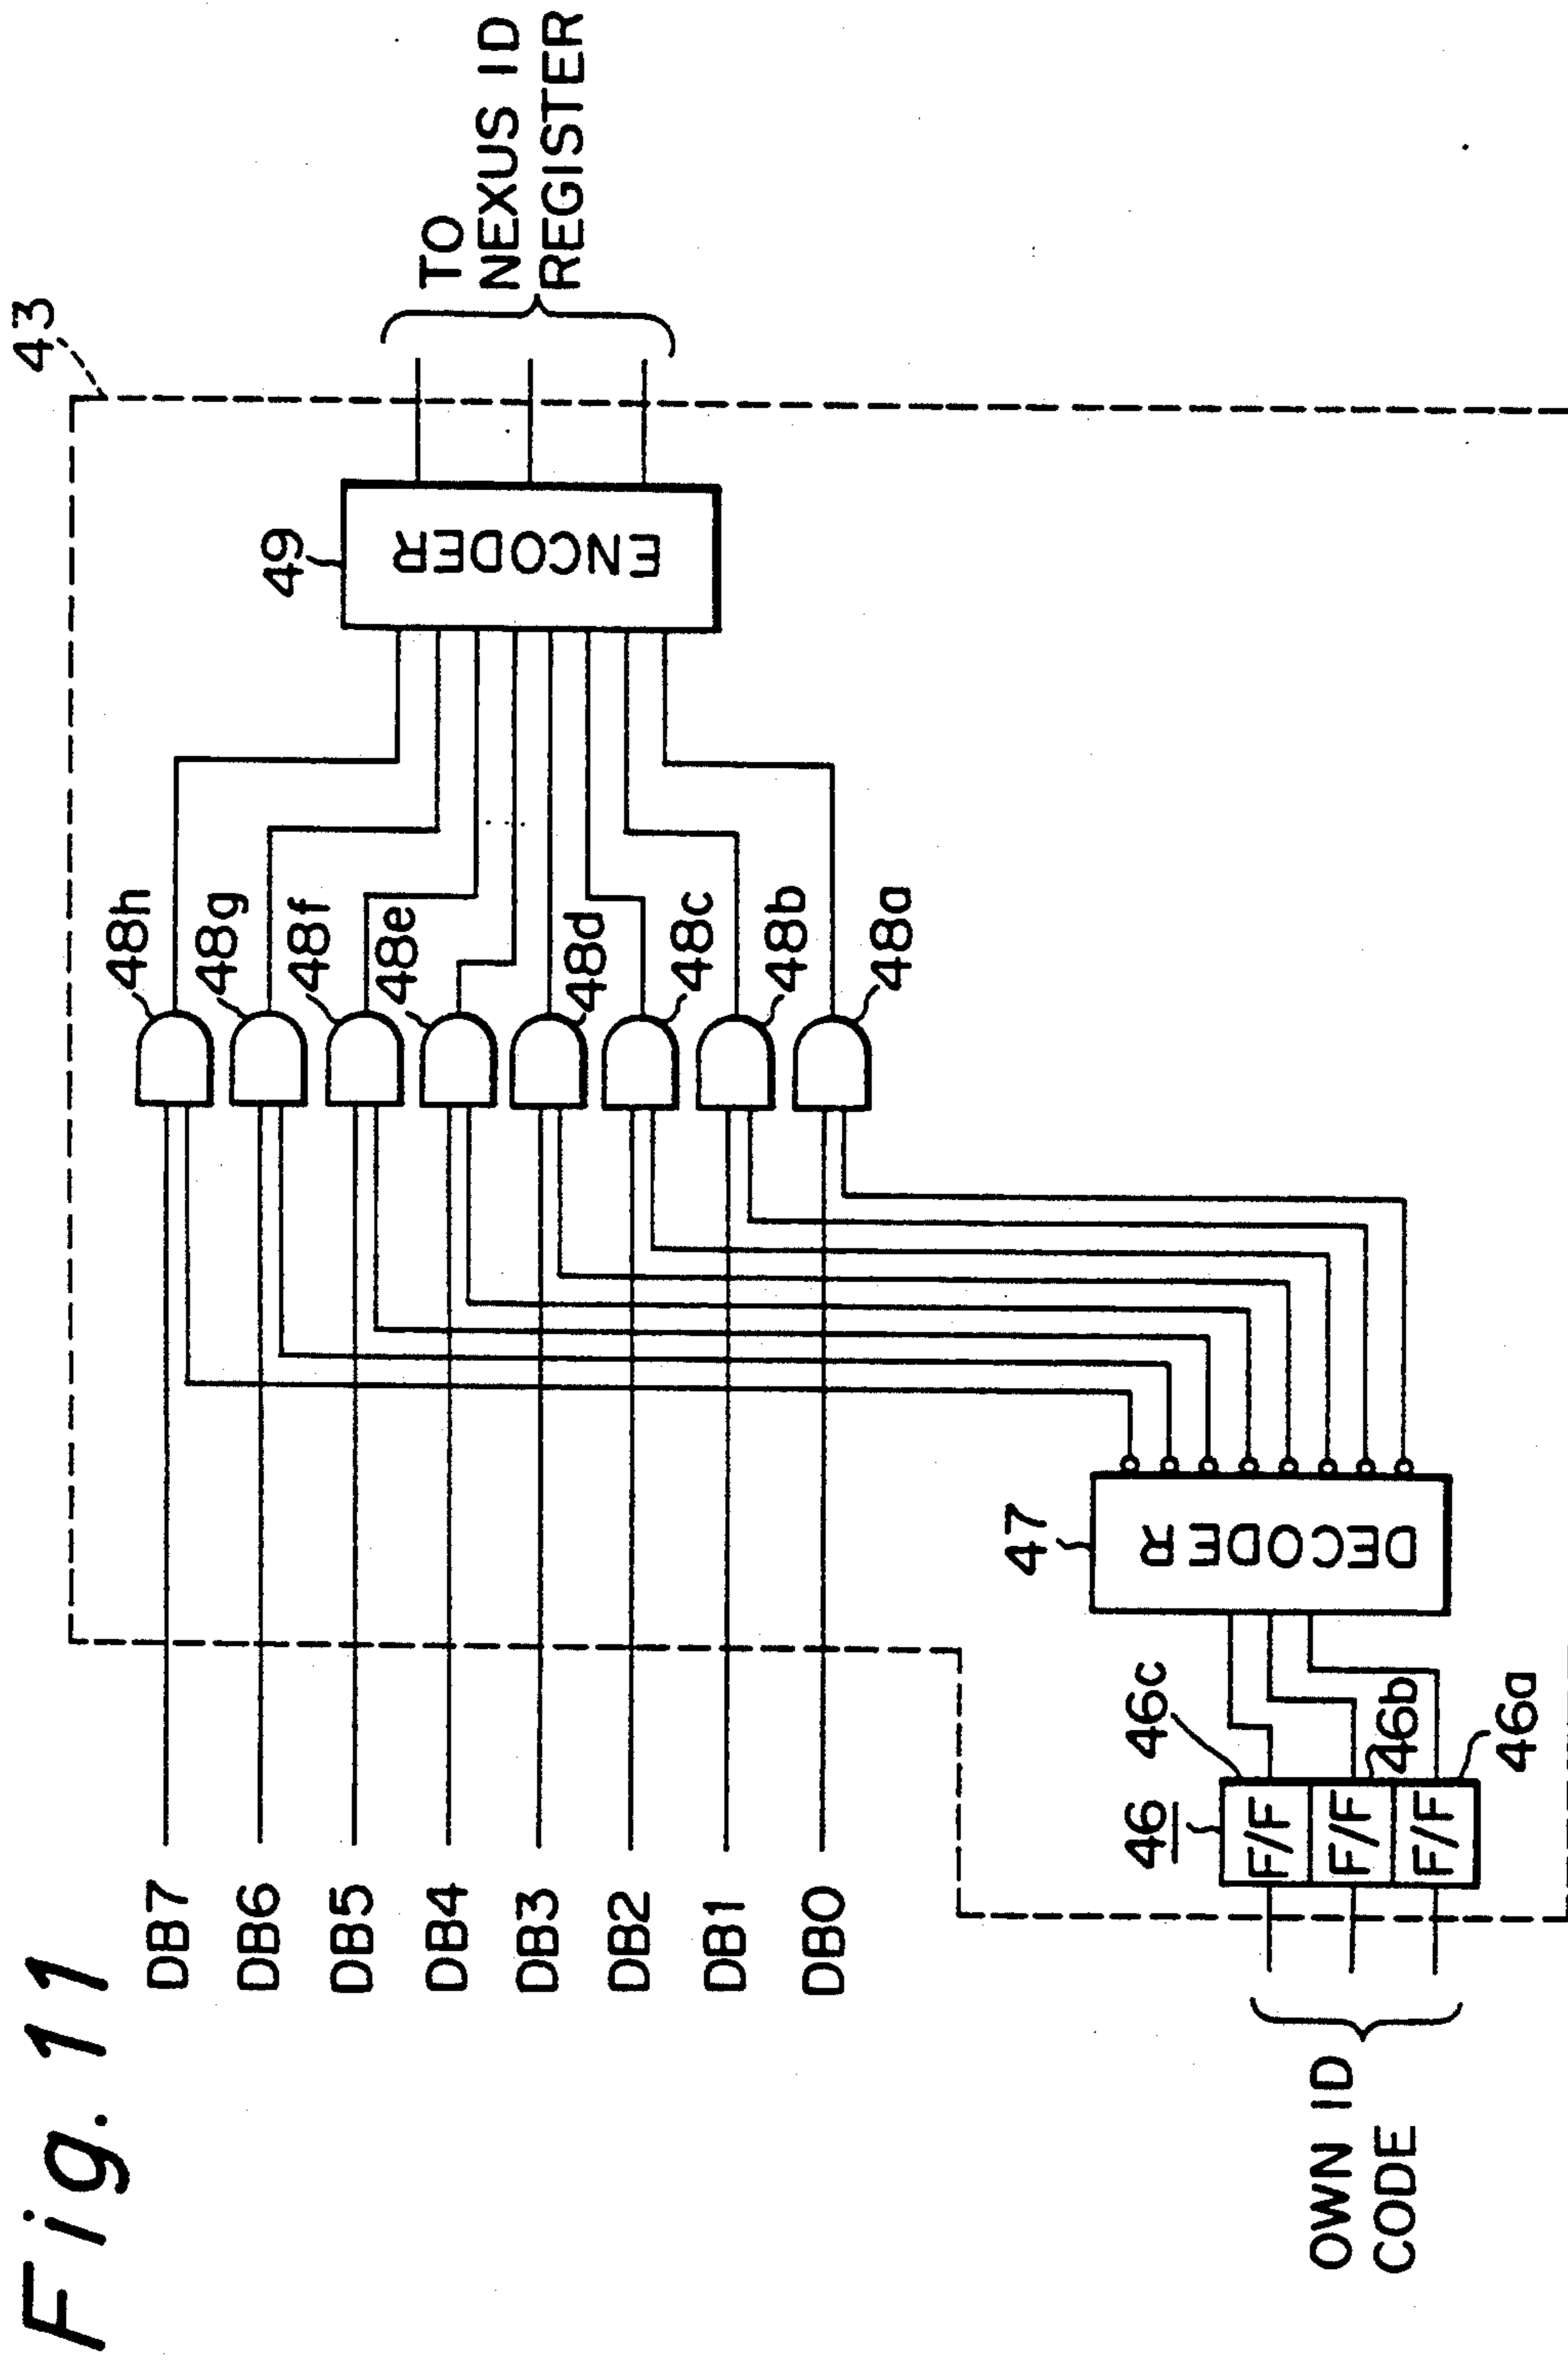 Fig. 11
43
DB7
DB6
DB5
DB4
DB3
DB2
DB1
DB0
48h
48g
48f
48e
48d
48c
48b
48a
49
ENCODER
TO
NEXUS ID
REGISTER
47
DECODER
46
46c
46b
46a
F/F
F/F
F/F
OWN ID
CODE